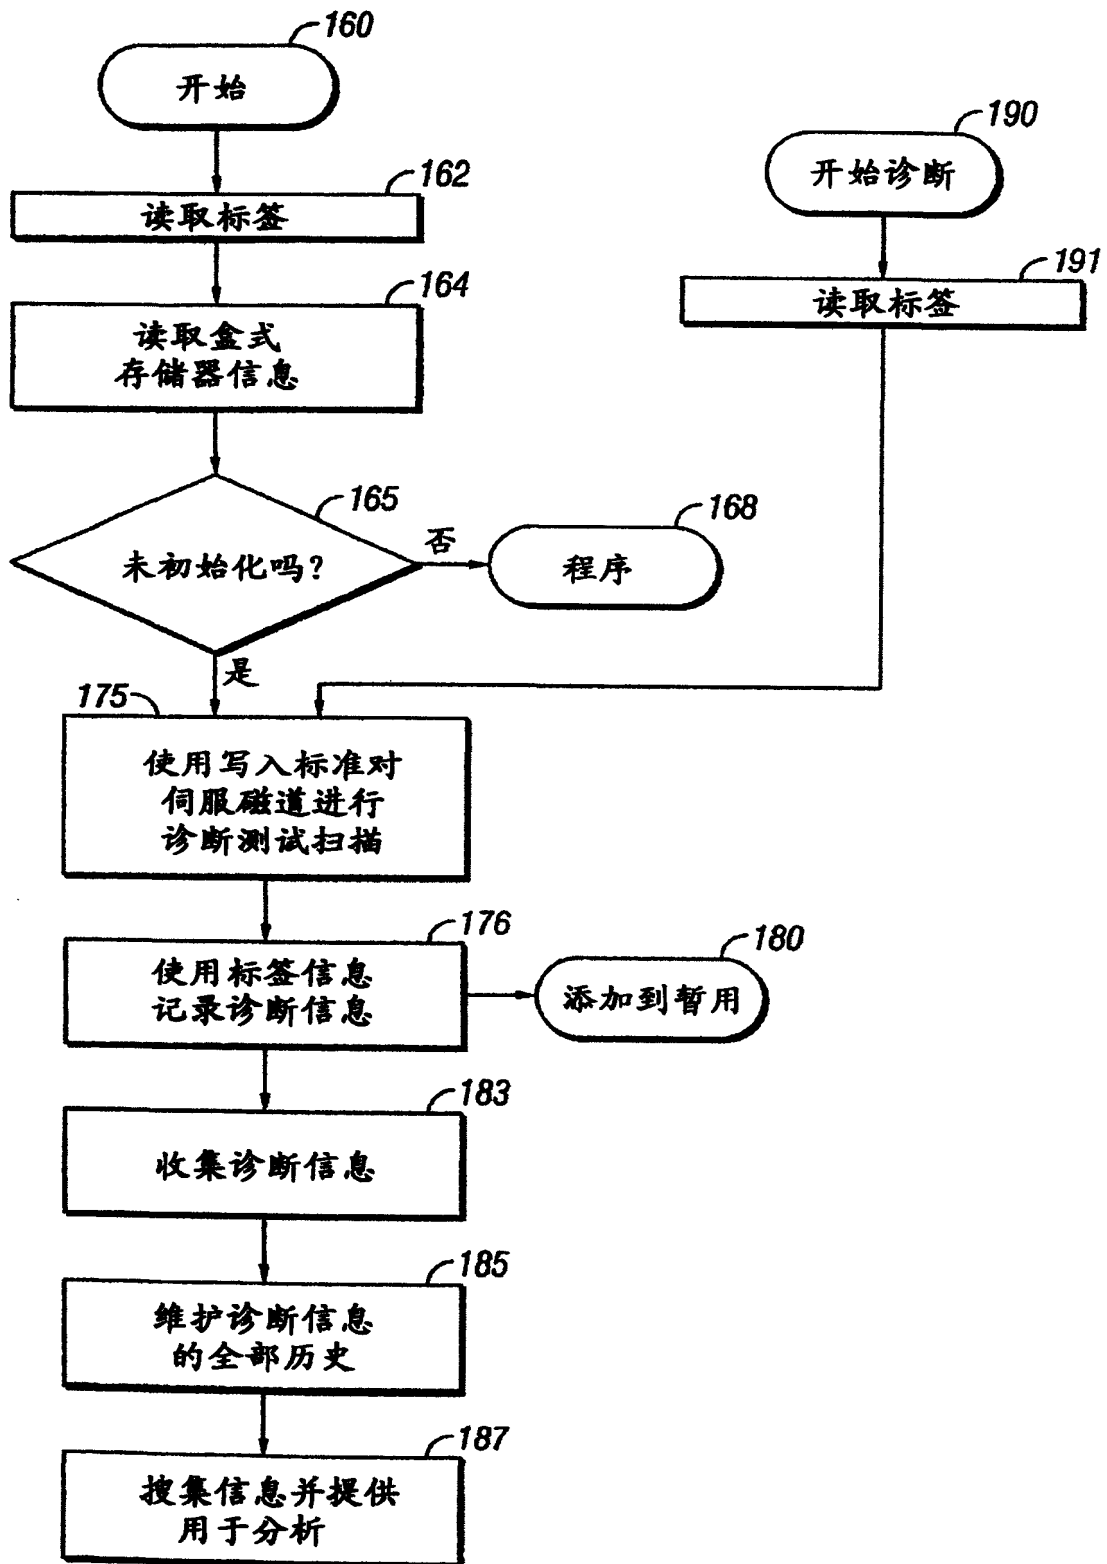 160
开始
162
读取标签
164
读取盒式
存储器信息
165
未初始化吗?
否
168
程序
是
190
开始诊断
191
读取标签
175
使用写入标准对
伺服磁道进行
诊断测试扫描
176
使用标签信息
记录诊断信息
180
添加到暂用
183
收集诊断信息
185
维护诊断信息
的全部历史
187
搜集信息并提供
用于分析